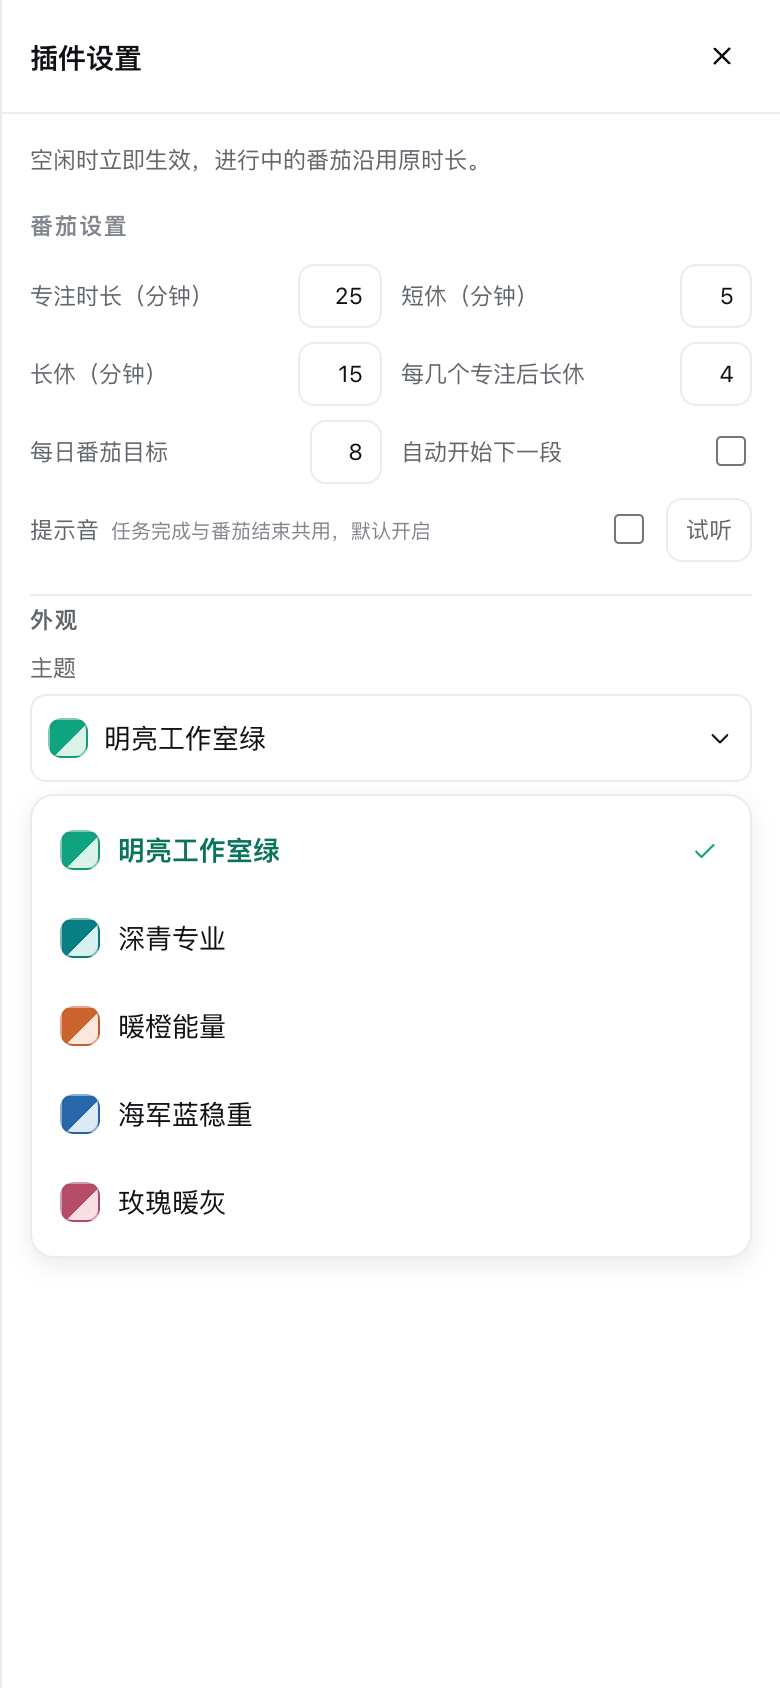 插件设置
空闲时立即生效，进行中的番茄沿用原时长。
番茄设置
专注时长（分钟） 25 短休（分钟） 5
长休（分钟） 15 每几个专注后长休 4
每日番茄目标 8 自动开始下一段
提示音 任务完成与番茄结束共用，默认开启 试听
外观
主题
明亮工作室绿
明亮工作室绿
深青专业
暖橙能量
海军蓝稳重
玫瑰暖灰